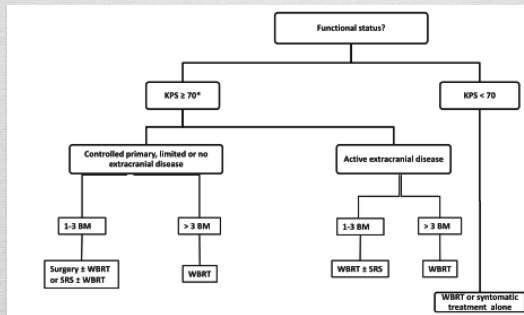 Functional status?
KPS ≥ 70*
KPS < 70
Controlled primary, limited or no
extracranial disease
Active extracranial disease
1-3 BM
> 3 BM
1-3 BM
> 3 BM
Surgery ± WBRT
or SRS ± WBRT
WBRT
WBRT ± SRS
WBRT
WBRT or syntomatic
treatment alone